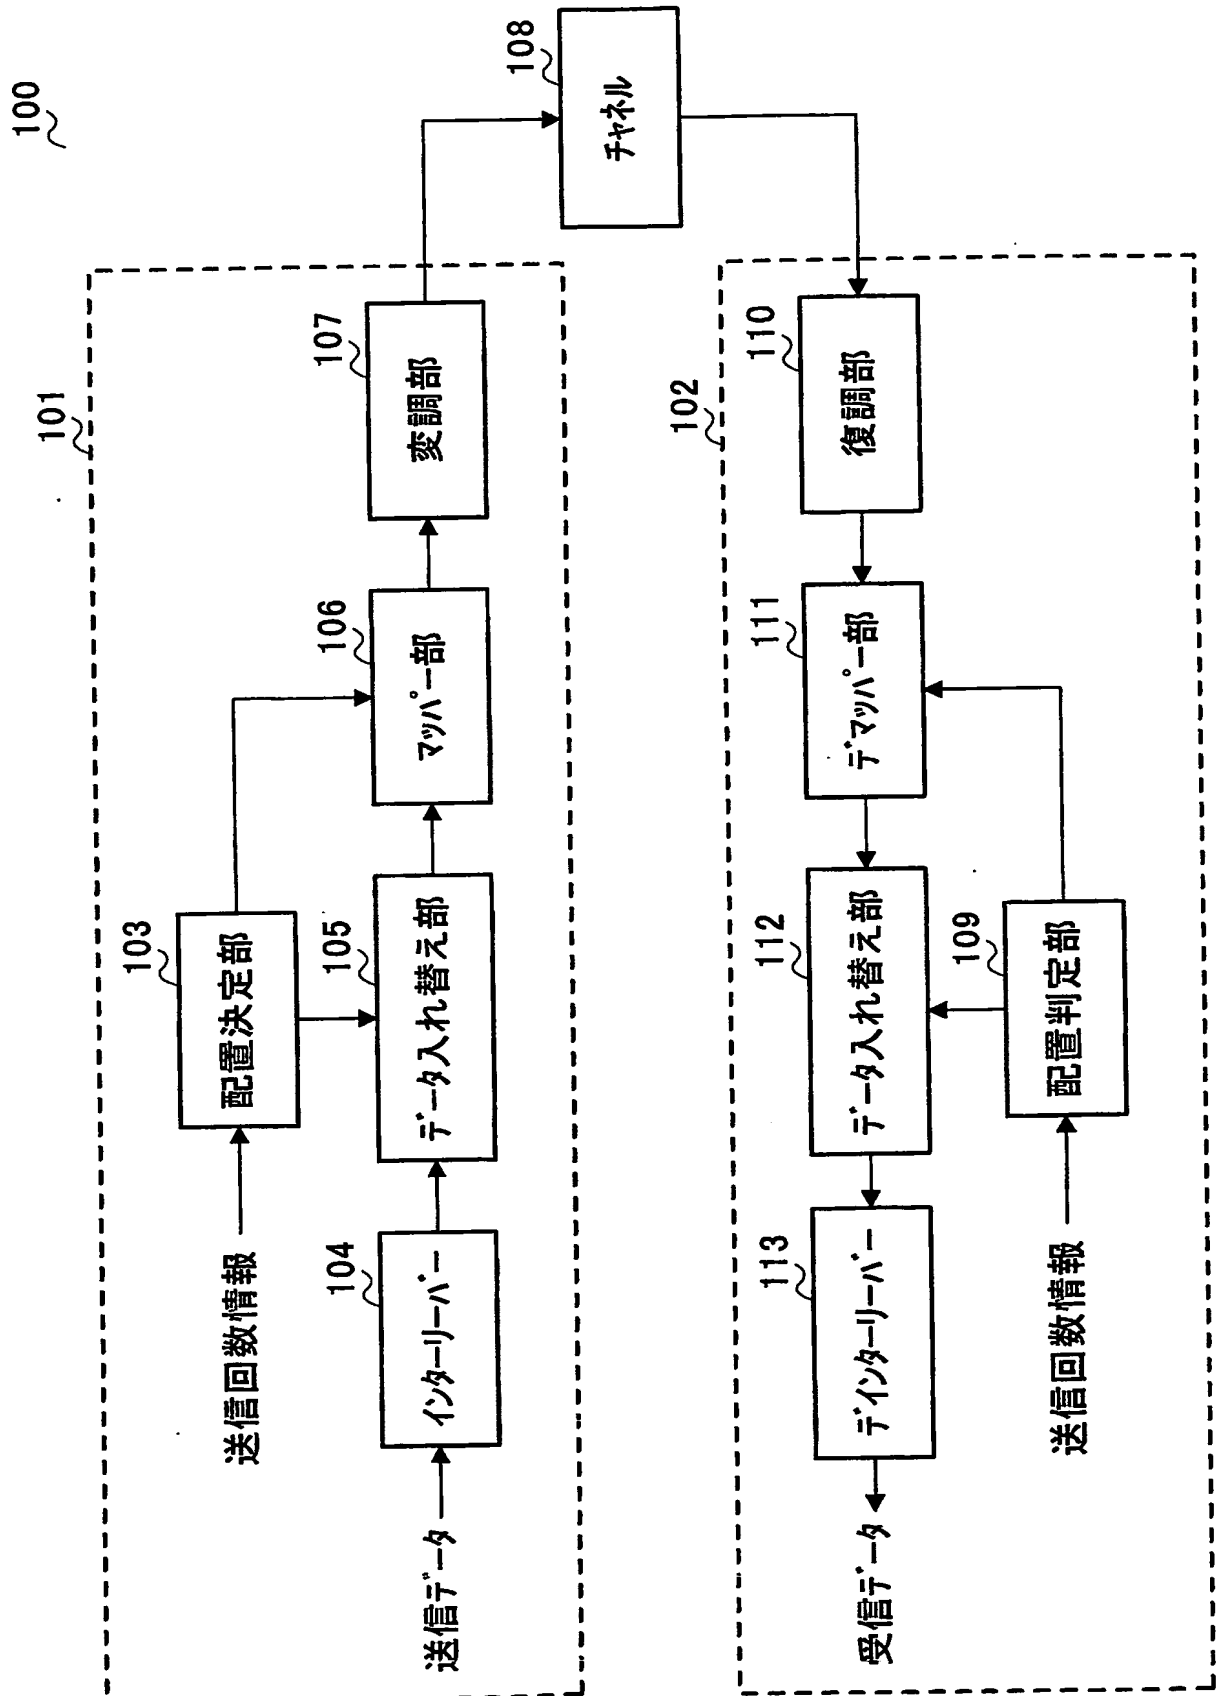 100
101
送信回数情報
103
配置決定部
送信データ
104
インターリーバー
105
データ入れ替え部
106
マッパー部
107
変調部
108
チャネル
102
受信データ
113
デインターリーバー
112
データ入れ替え部
111
デマッパー部
110
復調部
送信回数情報
109
配置判定部